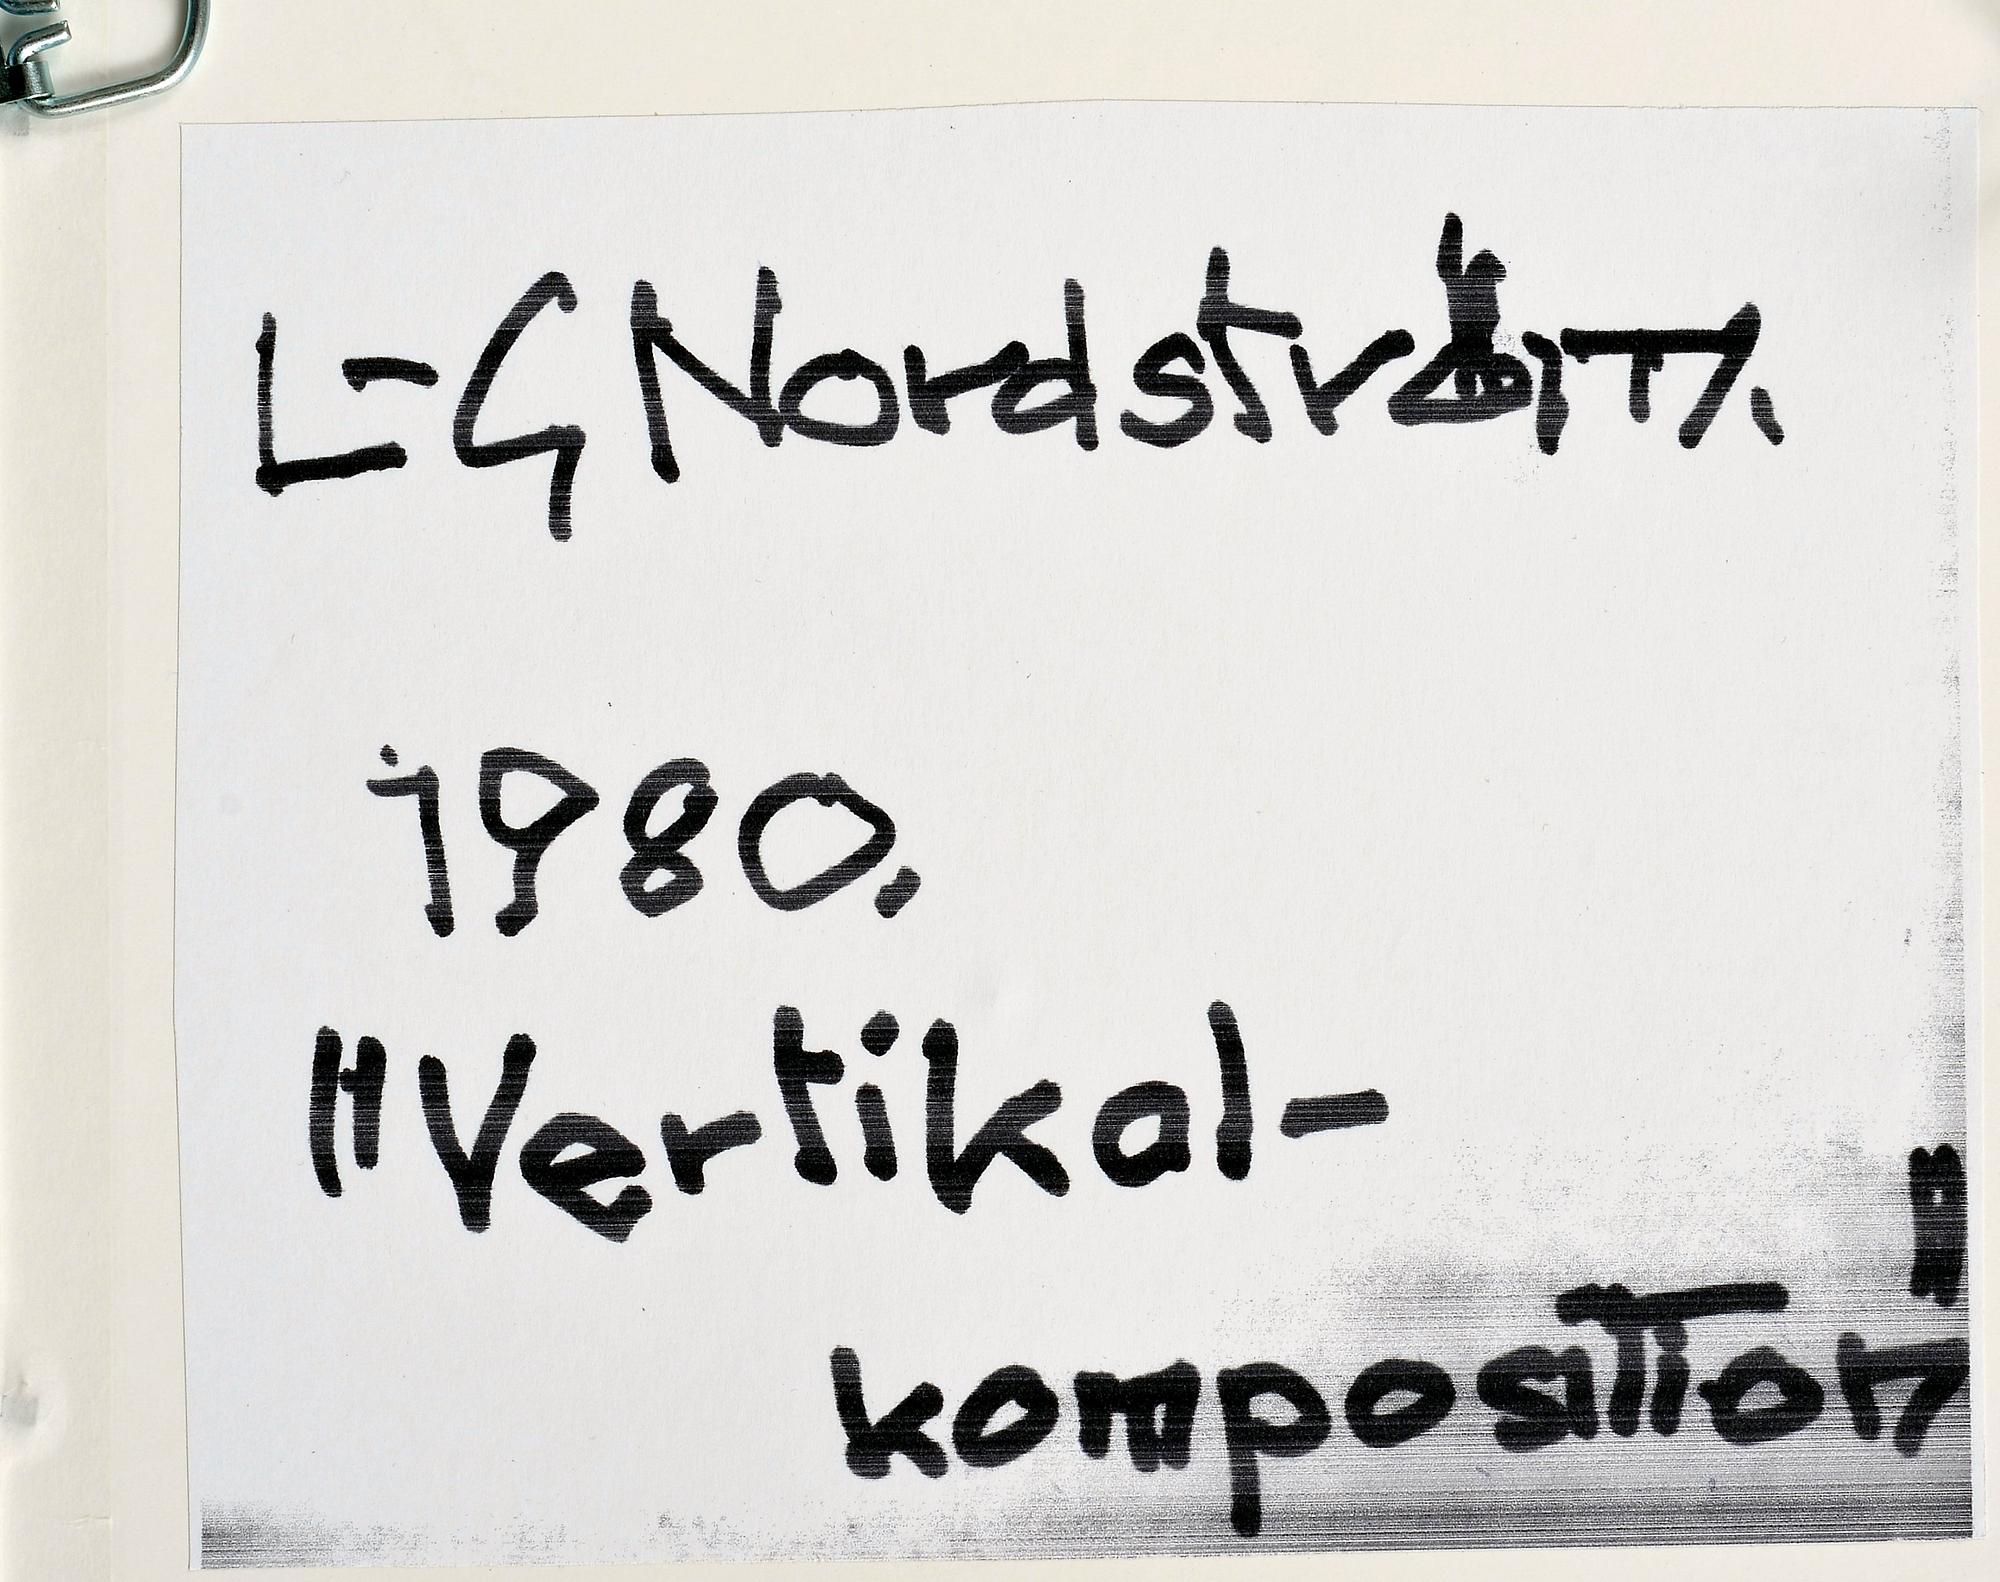 L-G Nordström.
1980.
"Vertikal-
komposition"